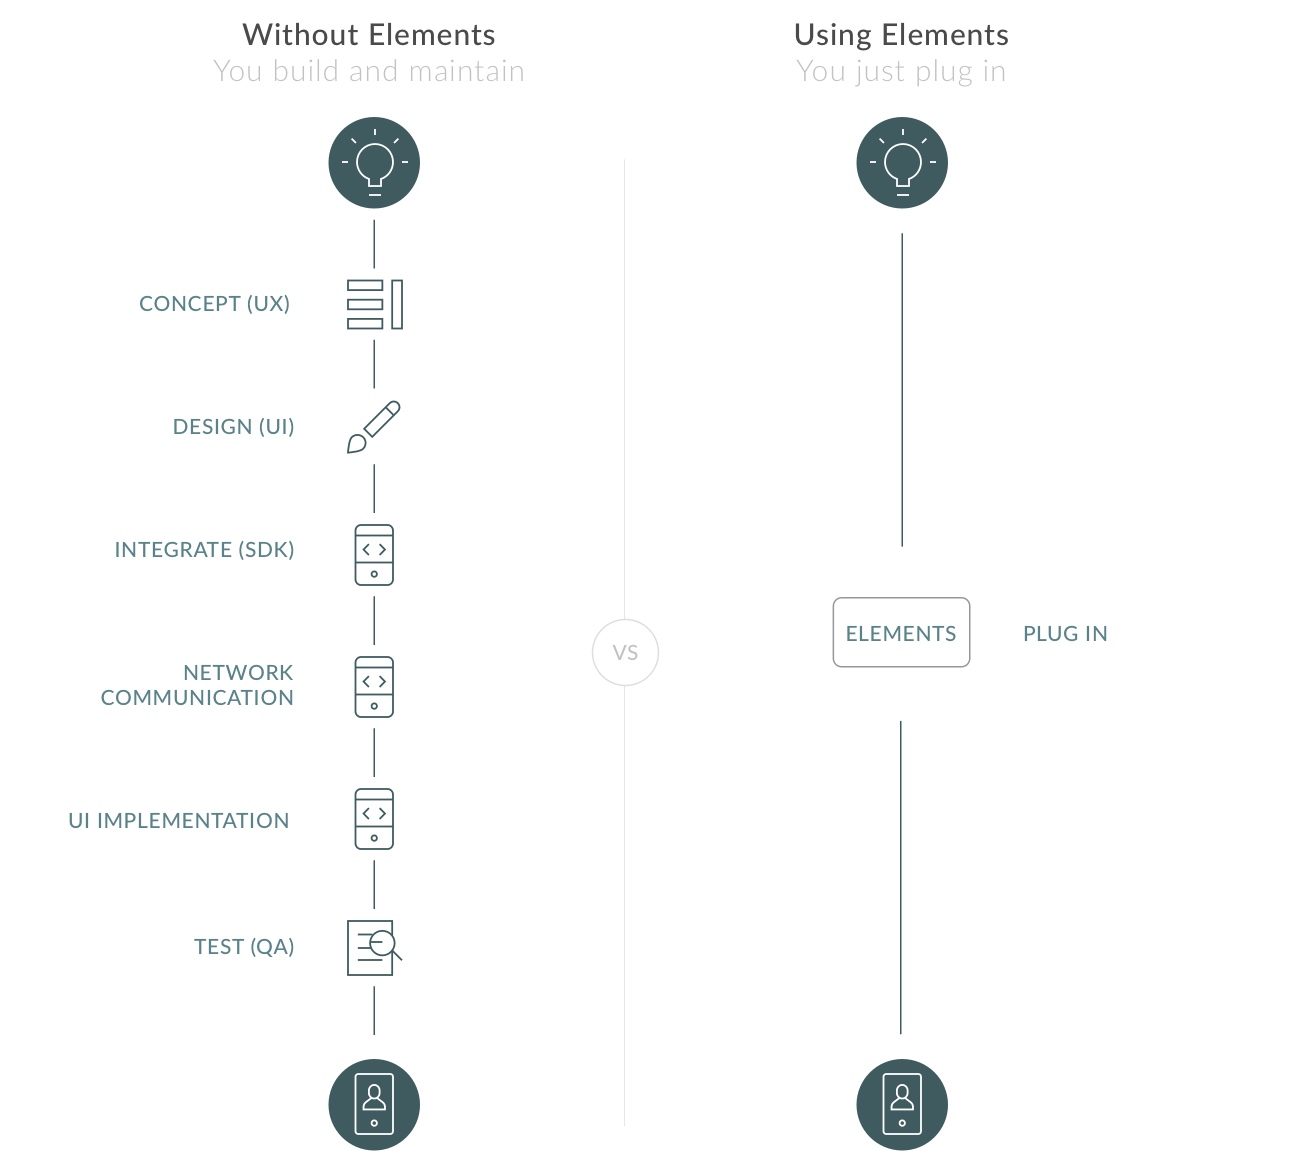 Without Elements
You build and maintain
CONCEPT (UX)
DESIGN (UI)
INTEGRATE (SDK)
NETWORK
COMMUNICATION
UI IMPLEMENTATION
TEST (QA)
VS
Using Elements
You just plug in
ELEMENTS
PLUG IN